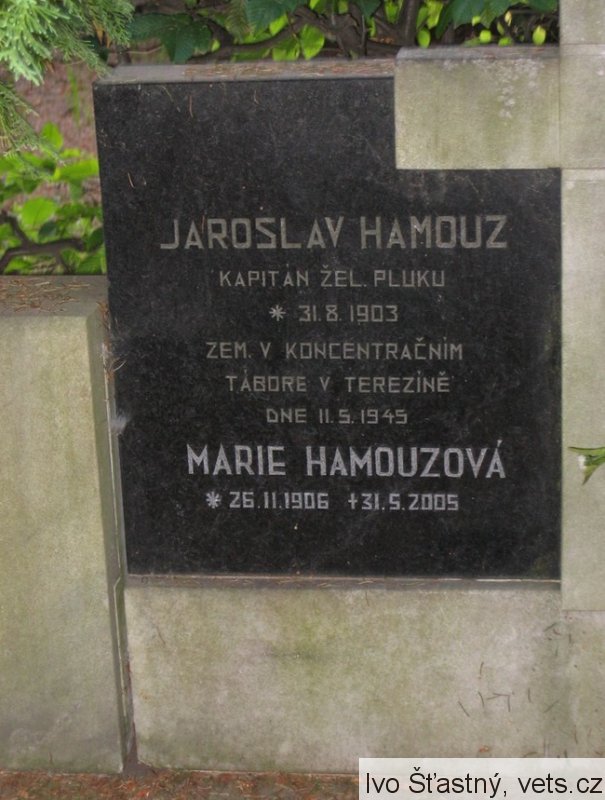 JAROSLAV HAMOUZ
KAPITÁN ŽEL. PLUKU
* 31. 8. 1903
ZEM. V KONCENTRAČNÍM
TÁBORE V TEREZÍNĚ
DNE 11. 5. 1945
MARIE HAMOUZOVÁ
* 26. 11. 1906 +31. 5. 2005
Ivo Šťastný, vets.cz